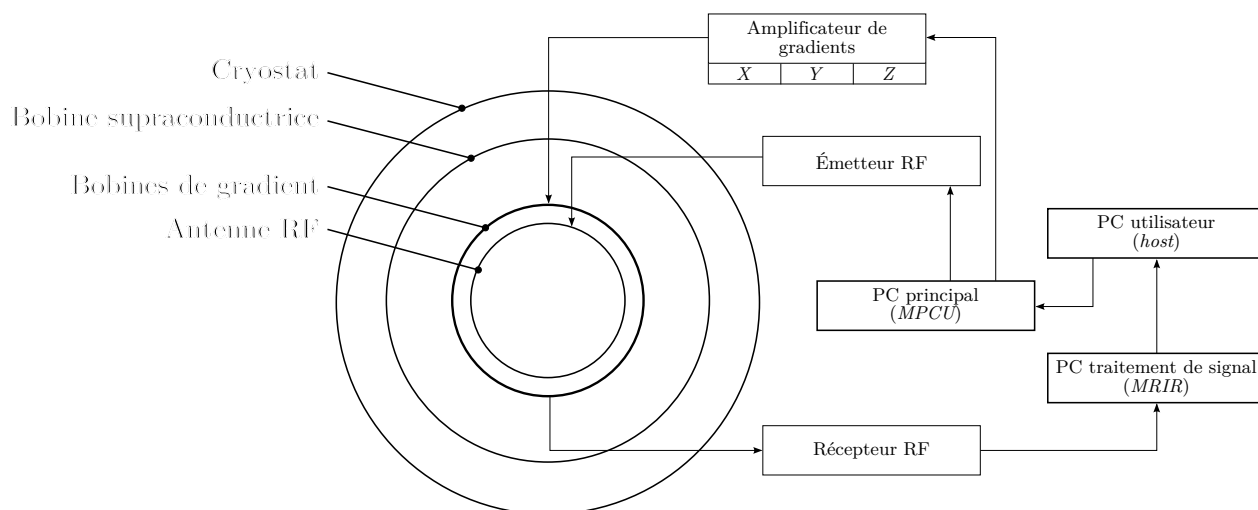 Cryostat
Bobine supraconductrice
Bobines de gradient
Antenne RF
Amplificateur de
gradients
X Y Z
Émetteur RF
PC utilisateur
(host)
PC principal
(MPCU)
PC traitement de signal
(MRIR)
Récepteur RF